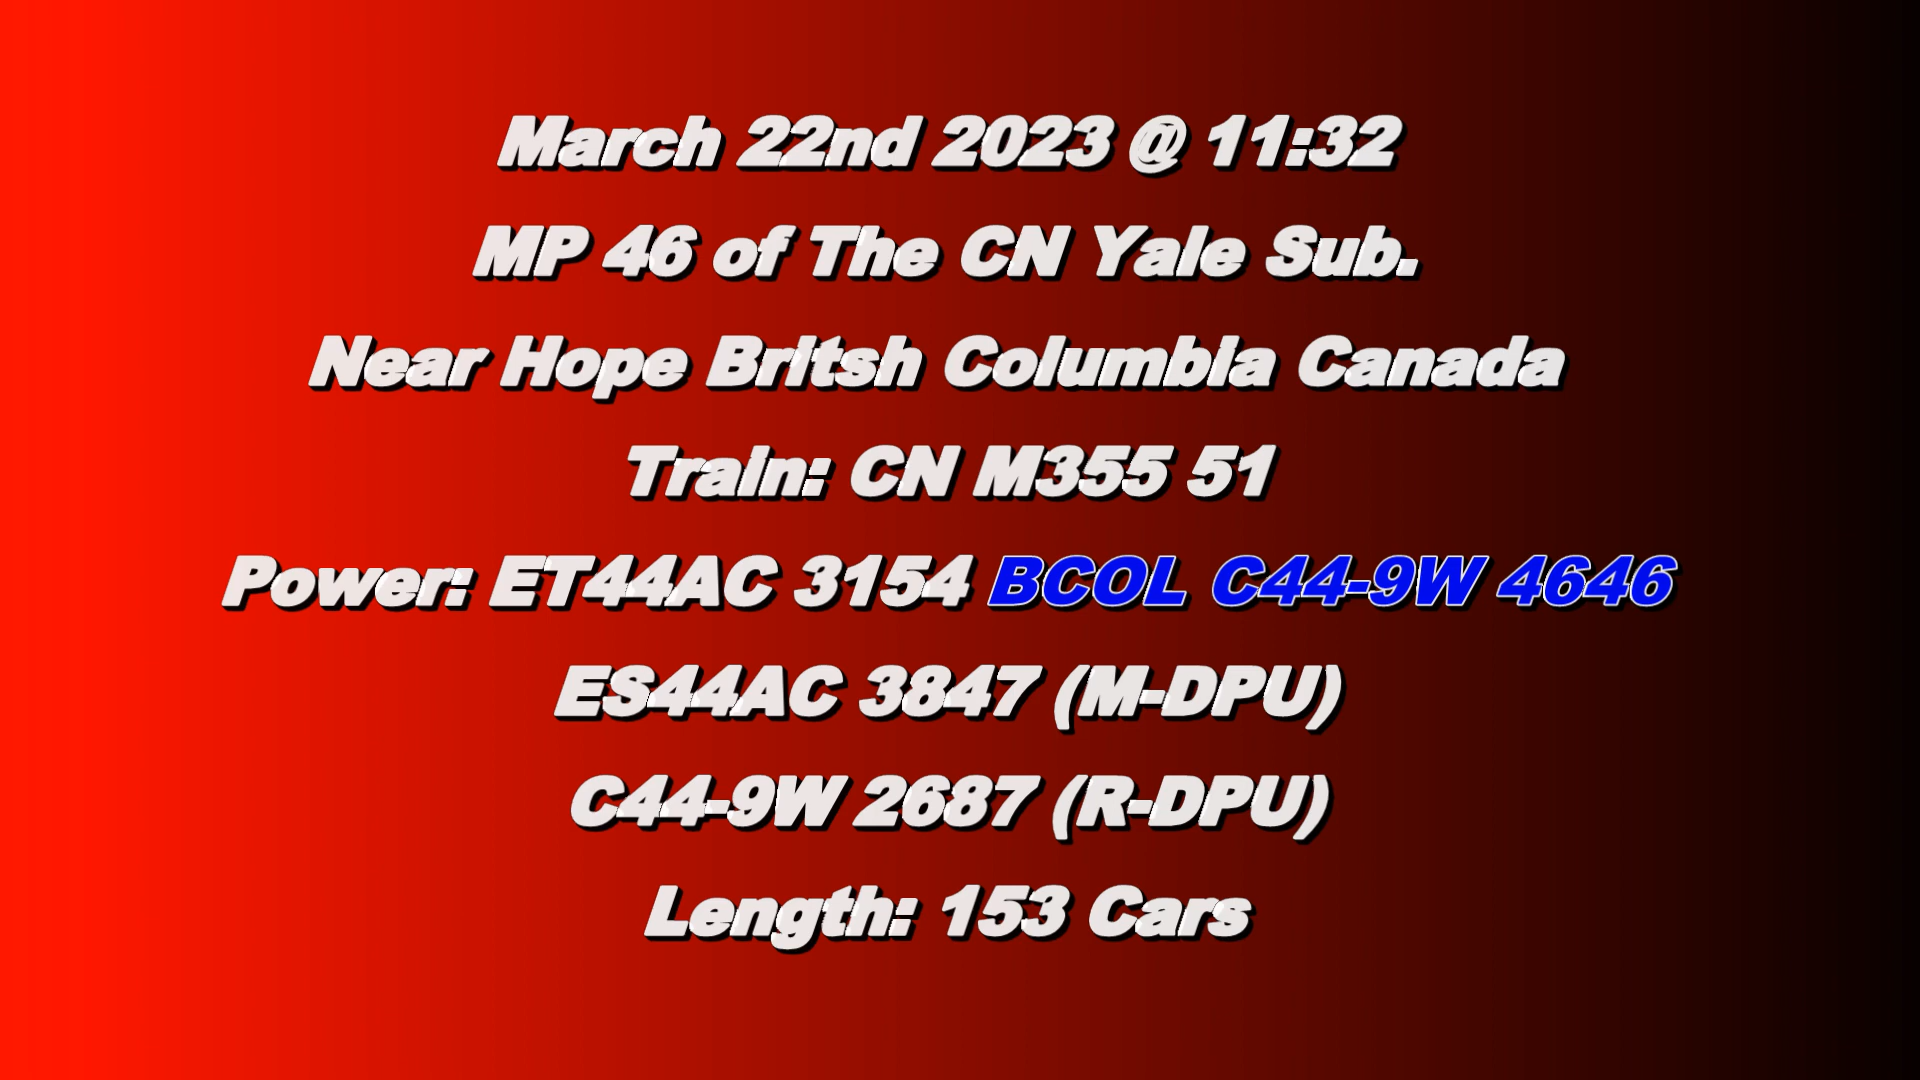 March 22nd 2023 @ 11:32
MP 46 of The CN Yale Sub.
Near Hope Britsh Columbia Canada
Train: CN M355 51
Power: ET44AC 3154 BCOL C44-9W 4646
ES44AC 3847 (M-DPU)
C44-9W 2687 (R-DPU)
Length: 153 Cars